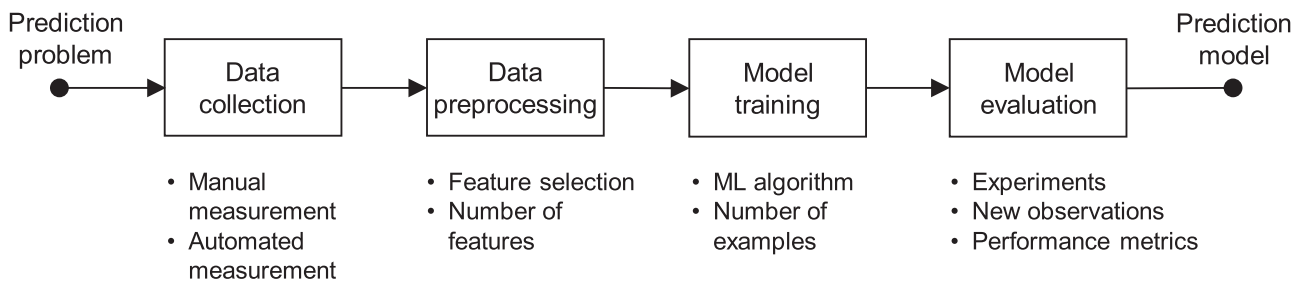 Prediction
problem
Data
collection
Data
preprocessing
Model
training
Model
evaluation
Prediction
model
• Manual
measurement
• Automated
measurement
• Feature selection
• Number of
features
• ML algorithm
• Number of
examples
• Experiments
• New observations
• Performance metrics